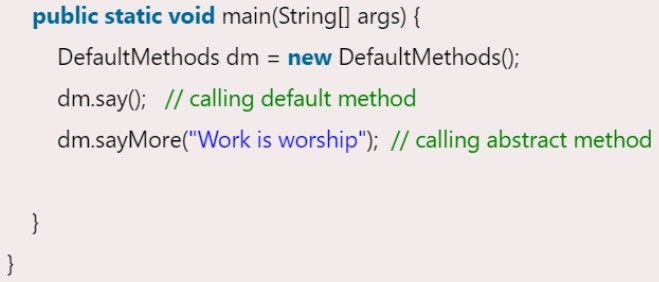 public static void main(String[] args) {
DefaultMethods dm = new DefaultMethods();
dm.say(); // calling default method
dm.sayMore("Work is worship"); // calling abstract method
}
}